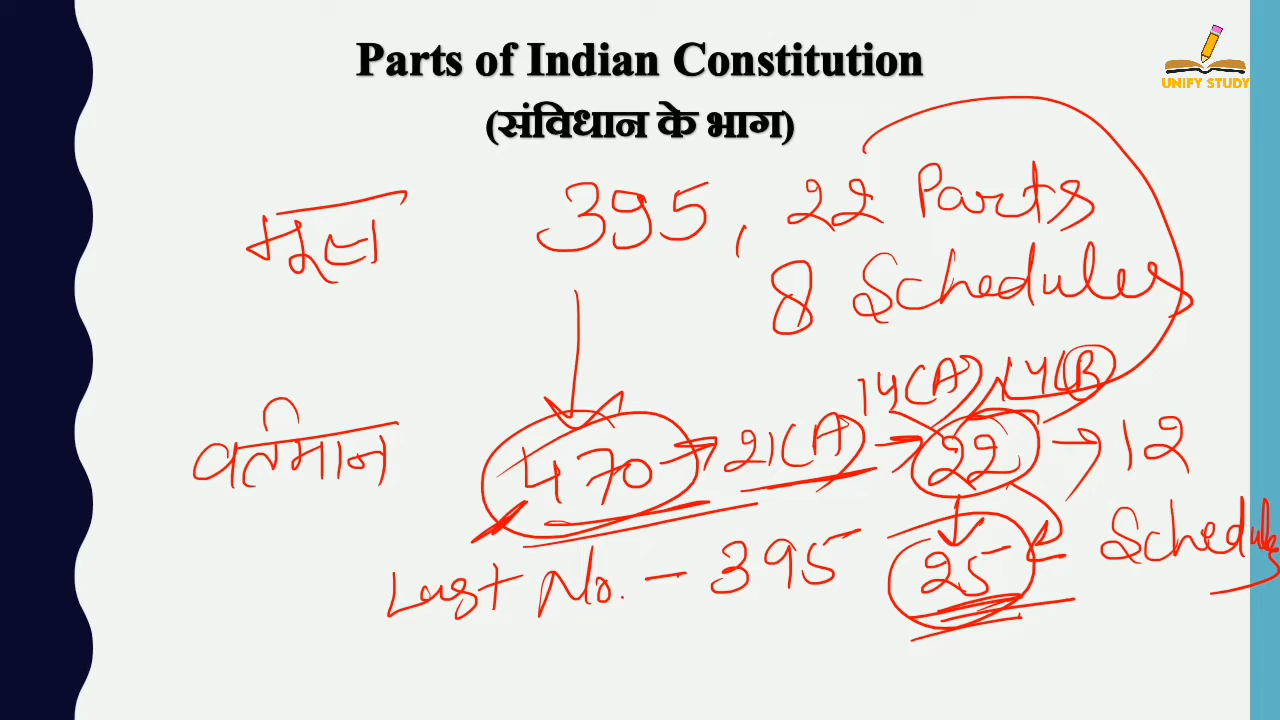 Parts of Indian Constitution
(संविधान के भाग)
UNIFY STUDY
मूल 395, 22 Parts
8 Schedules
14(A), 14(B)
वर्तमान 470 → 21(A) → 22 → 12
Last No. - 395 25 Schedule